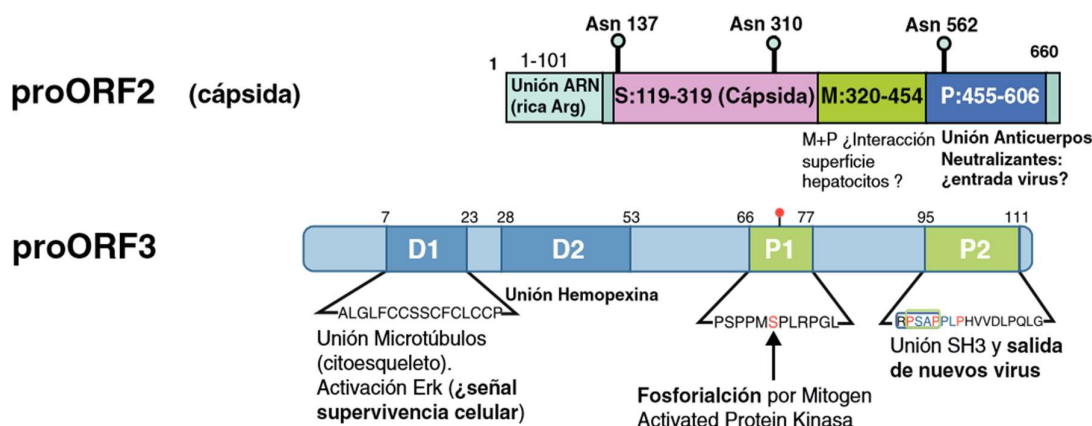 Asn 137
Asn 310
Asn 562
1
1-101
660
proORF2 (cápsida)
Unión ARN
(rica Arg)
S:119-319 (Cápsida)
M:320-454
P:455-606
M+P ¿Interacción
superficie
hepatocitos ?
Unión Anticuerpos
Neutralizantes:
¿entrada virus?
proORF3
7
23
28
53
66
77
95
111
D1
D2
P1
P2
Unión Hemopexina
ALGLFCCSSCFCLCCP
PSPPMSPLRPGL
RPSAPPLPHVVDLPQLG
Unión Microtúbulos
(citoesqueleto).
Activación Erk (¿señal
supervivencia celular)
Fosforialción por Mitogen
Activated Protein Kinasa
Unión SH3 y salida
de nuevos virus